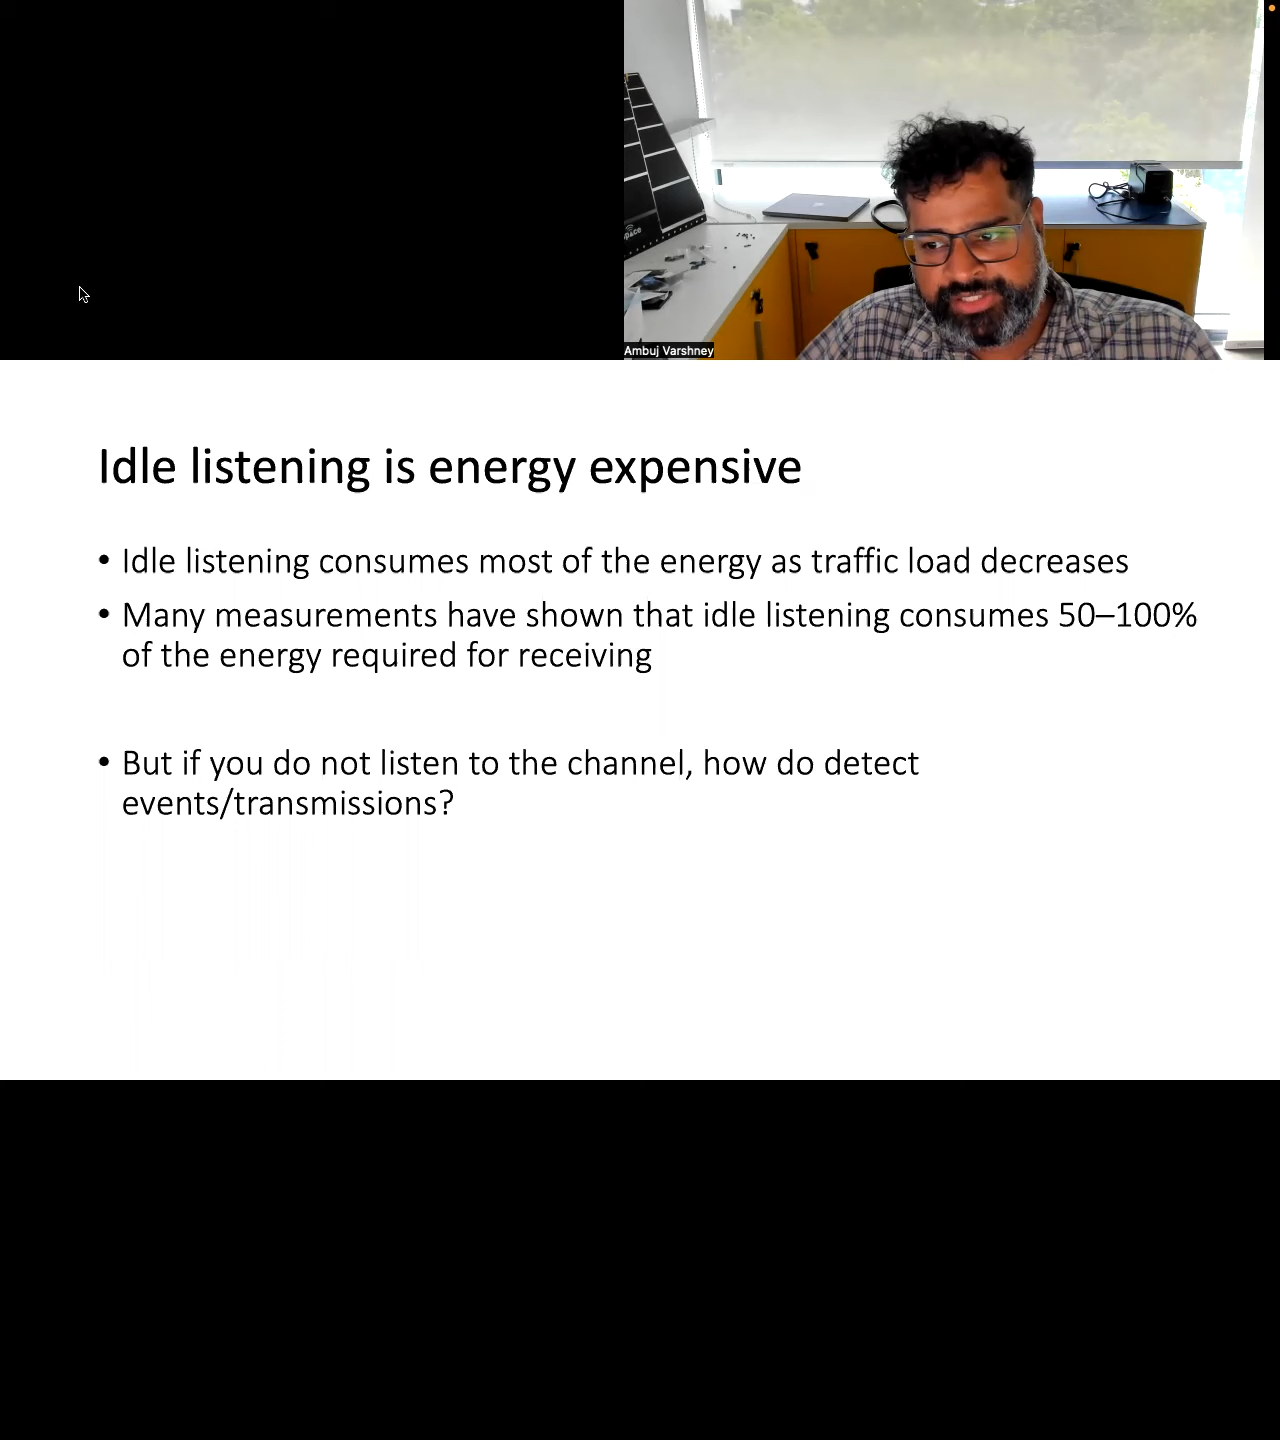 Ambuj Varshney
Idle listening is energy expensive
• Idle listening consumes most of the energy as traffic load decreases
• Many measurements have shown that idle listening consumes 50–100%
of the energy required for receiving
• But if you do not listen to the channel, how do detect
events/transmissions?